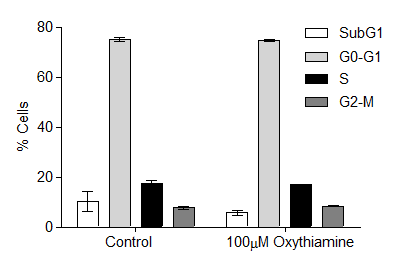 80
60
40
20
0
% Cells
SubG1
G0-G1
S
G2-M
Control
100μM Oxythiamine